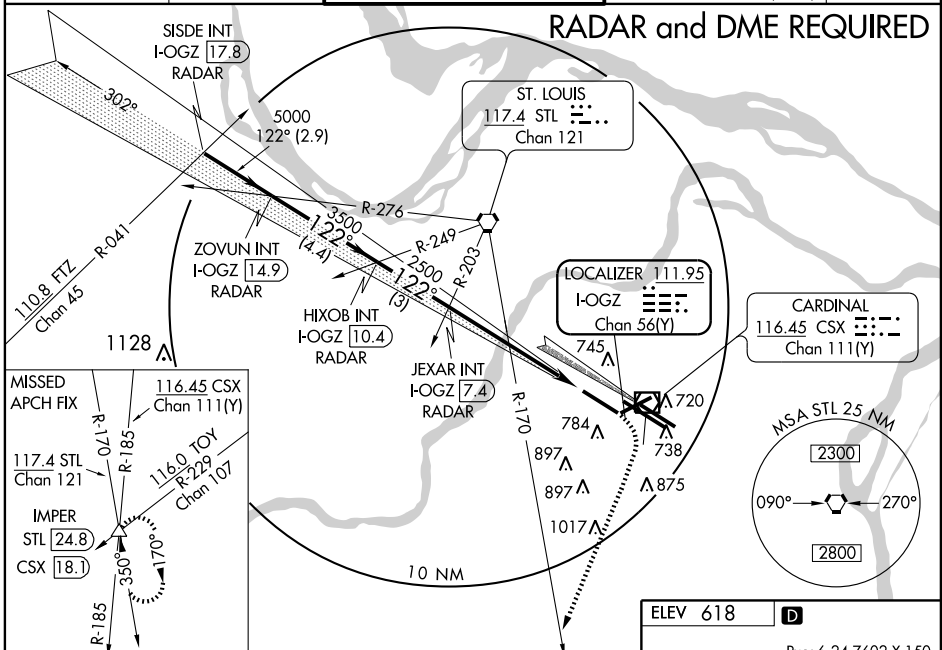 RADAR and DME REQUIRED
SISDE INT
I-OGZ 17.8
RADAR
302°
5000
122° (2.9)
ST. LOUIS
117.4 STL
Chan 121
R-276
R-041
110.8 FTZ
Chan 45
ZOVUN INT
I-OGZ 14.9
RADAR
3500
122°
(4.4)
R-249
R-203
2500
122°
(3)
HIXOB INT
I-OGZ 10.4
RADAR
JEXAR INT
I-OGZ 7.4
RADAR
LOCALIZER 111.95
I-OGZ
Chan 56(Y)
CARDINAL
116.45 CSX
Chan 111(Y)
1128
745
720
738
784
897
897
875
1017
R-170
10 NM
MISSED
APCH FIX
116.45 CSX
Chan 111(Y)
R-170
R-185
117.4 STL
Chan 121
116.0 TOY
R-229
Chan 107
IMPER
STL 24.8
CSX 18.1
350°
170°
R-185
MSA STL 25 NM
2300
090°
270°
2800
ELEV 618
D